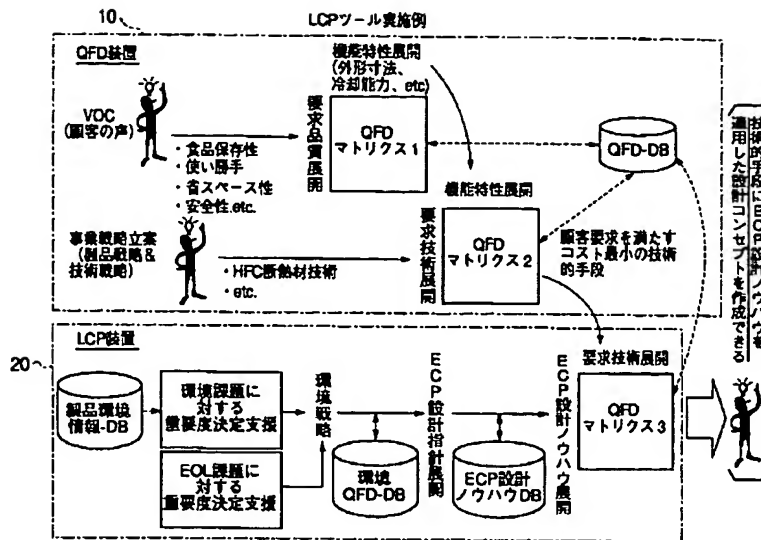 LCPツール実施例
10
QFD装置
VOC
(顧客の声)
・食品保存性
・使い勝手
・省スペース性
・安全性.etc.
機能特性展開
(外形寸法、
冷却能力、etc)
要求品質展開
QFD
マトリクス1
QFD-DB
事業戦略立案
(製品戦略&
技術戦略)
・HFC断熱材技術
・etc.
機能特性展開
要求技術展開
QFD
マトリクス2
顧客要求を満たす
コスト最小の技術
的手段
20
LCP装置
製品環境
情報-DB
環境課題に
対する
重要度決定支援
EOL課題に
対する
重要度決定支援
環境戦略
環境
QFD-DB
ECP設計指針展開
ECP設計
ノウハウDB
ECP設計ノウハウ展開
要求技術展開
QFD
マトリクス3
技術的手段にECP設計ノウハウを
適用した設計コンセプトを作成できる